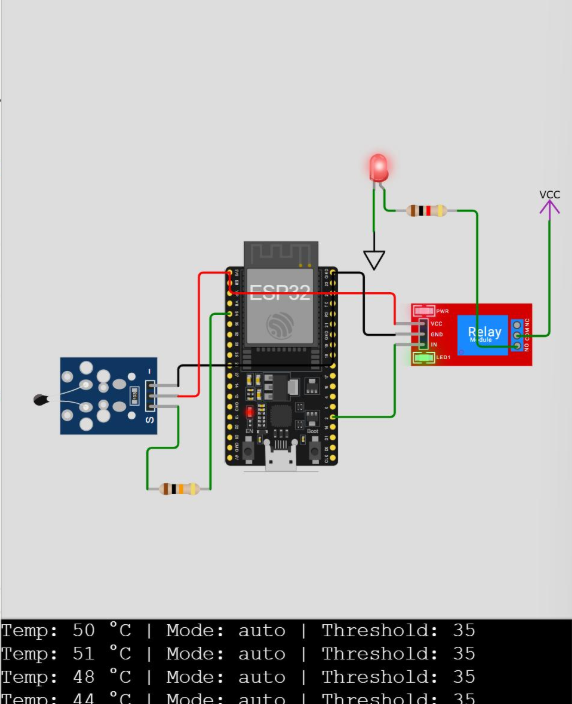 VCC
ESP32
PWR
VCC
GND
IN
LED1
Relay
Module
NO COM NC
S
EN
Boot
Temp: 50 °C | Mode: auto | Threshold: 35
Temp: 51 °C | Mode: auto | Threshold: 35
Temp: 48 °C | Mode: auto | Threshold: 35
Temp: 44 °C | Mode: auto | Threshold: 35